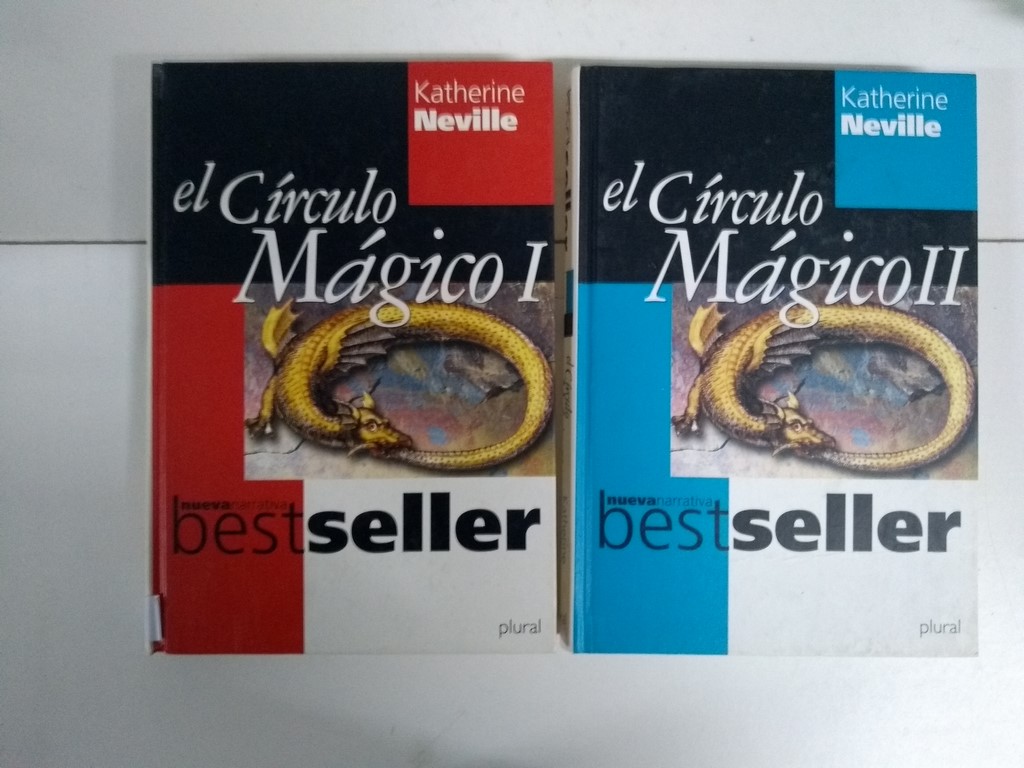 Katherine
Neville
el Círculo
Mágico I
nuevanarrativa
bestseller
plural
Katherine
Neville
el Círculo
Mágico II
nuevanarrativa
bestseller
plural